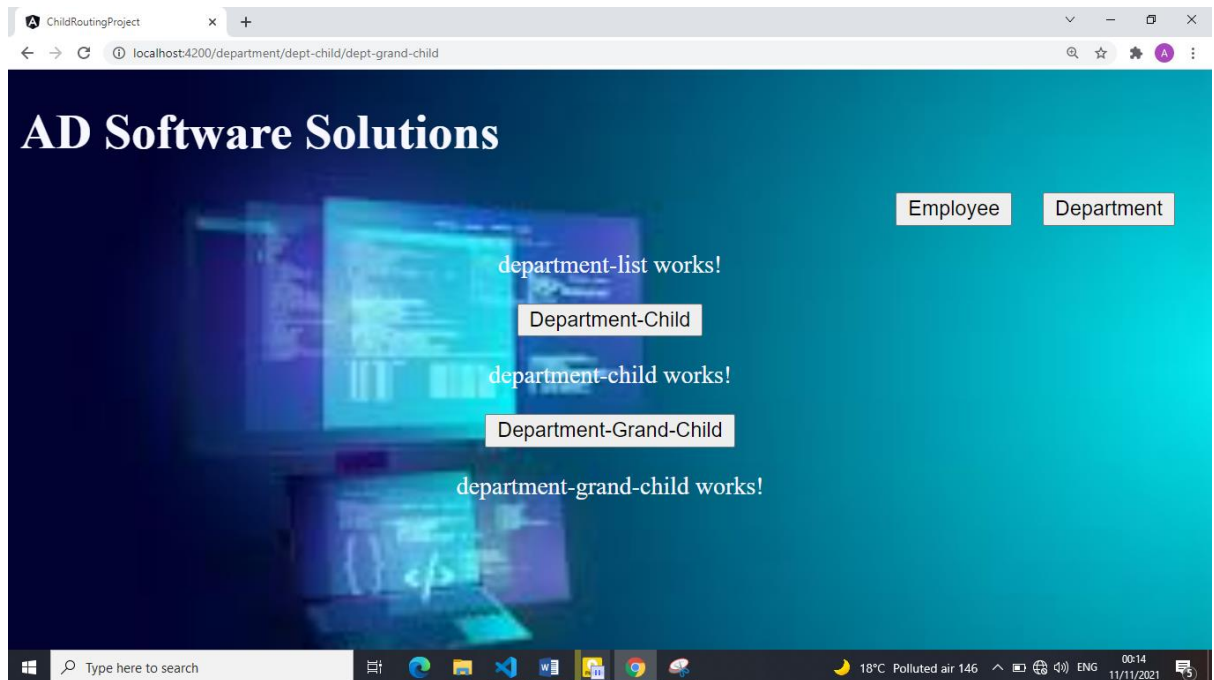 ChildRoutingProject
localhost:4200/department/dept-child/dept-grand-child
A
AD Software Solutions
Employee Department
department-list works!
Department-Child
department-child works!
Department-Grand-Child
department-grand-child works!
{ } </>
Type here to search
18°C Polluted air 146 ENG 00:14
11/11/2021
5